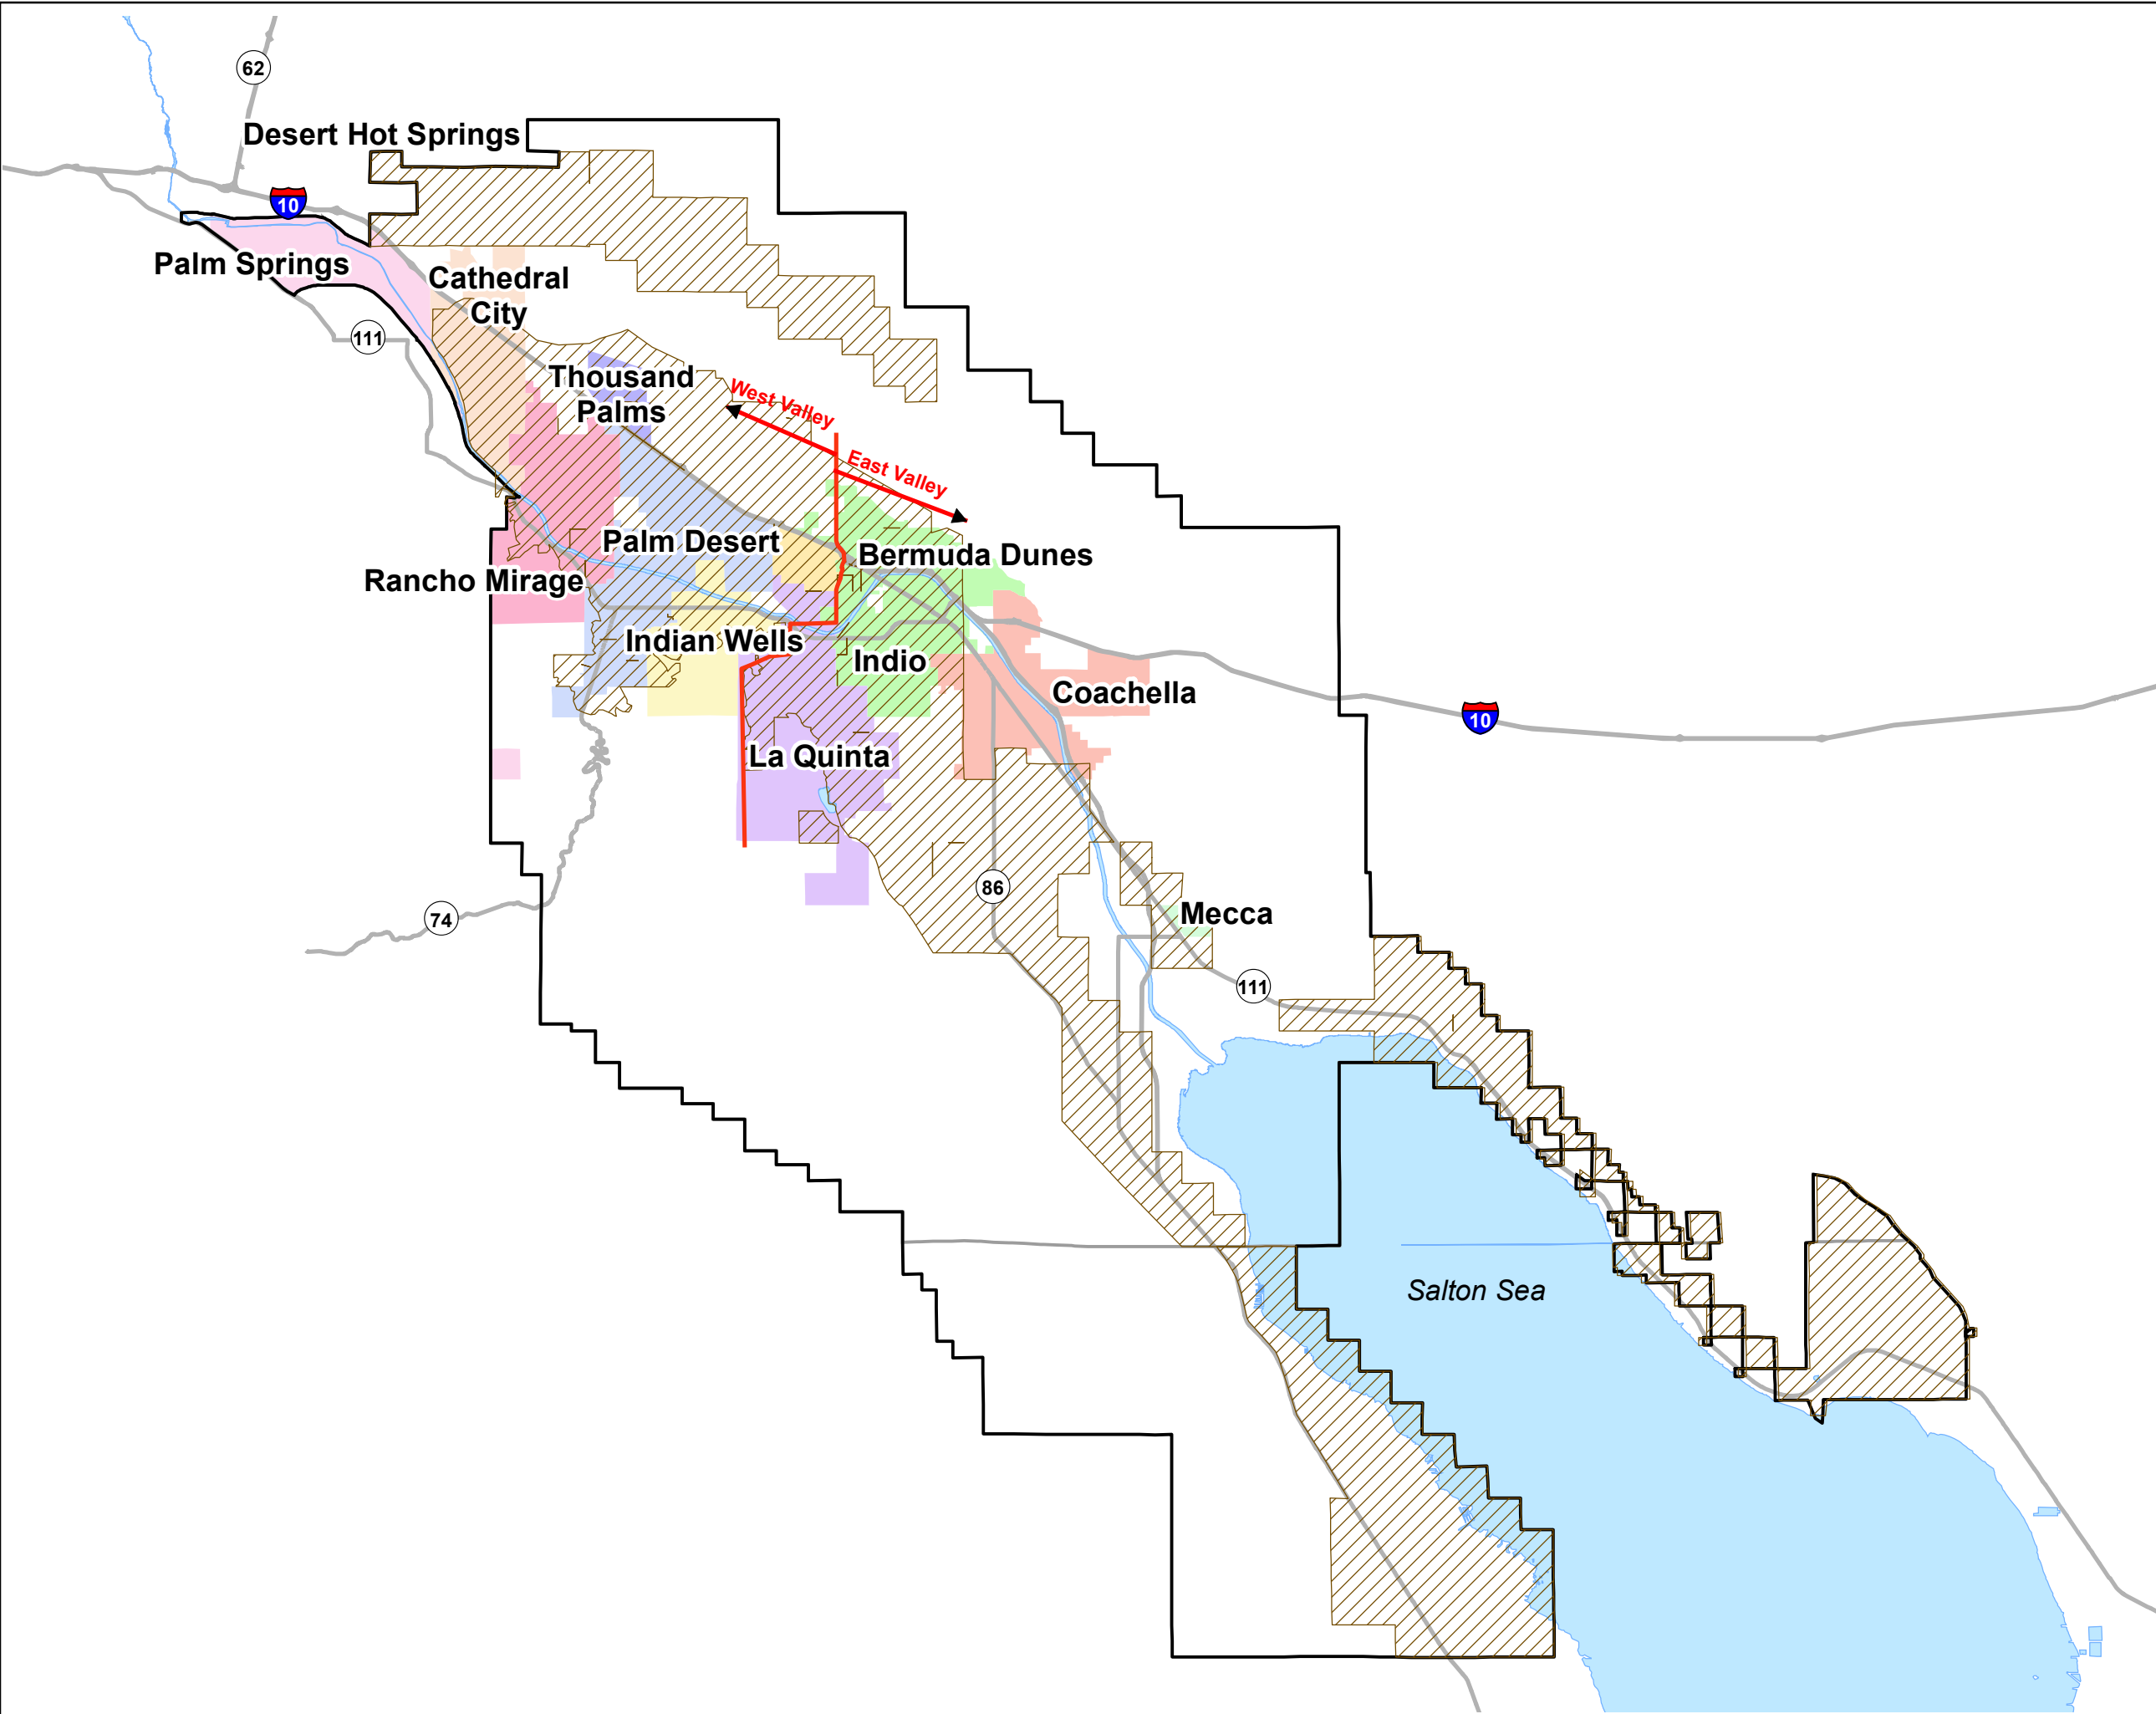 62
Desert Hot Springs
10
Palm Springs
Cathedral
City
111
Thousand
Palms
West Valley
East Valley
Palm Desert
Bermuda Dunes
Rancho Mirage
Indian Wells
Indio
Coachella
10
La Quinta
86
74
Mecca
111
Salton Sea